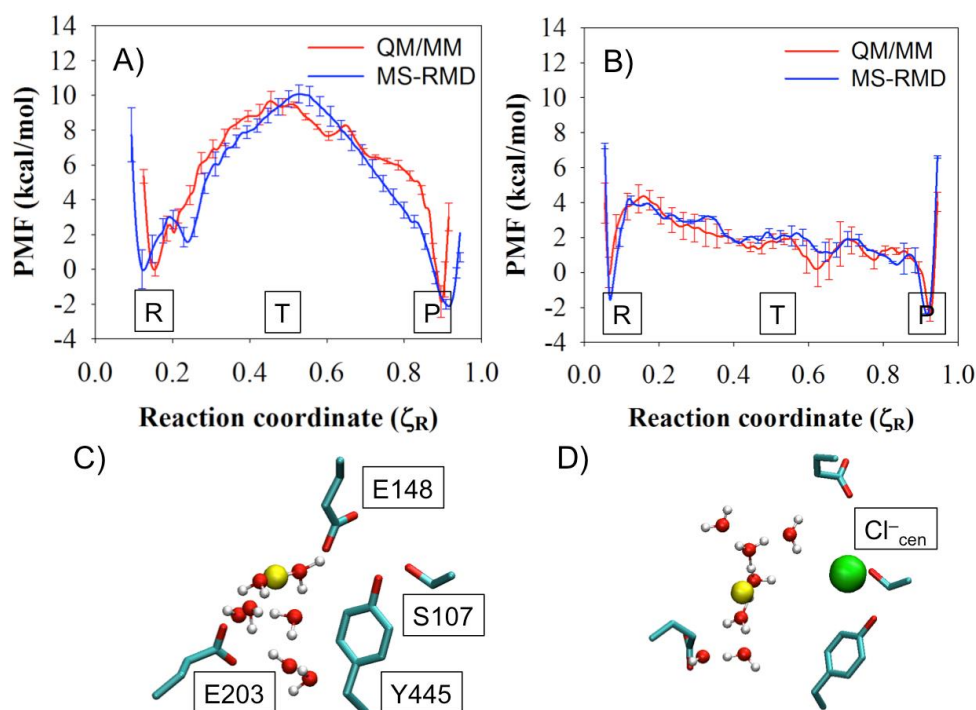 A)
QM/MM
MS-RMD
PMF (kcal/mol)
14
12
10
8
6
4
2
0
-2
-4
R
T
P
0.0 0.2 0.4 0.6 0.8 1.0
Reaction coordinate (ζR)
B)
QM/MM
MS-RMD
PMF (kcal/mol)
14
12
10
8
6
4
2
0
-2
-4
R
T
P
0.0 0.2 0.4 0.6 0.8 1.0
Reaction coordinate (ζR)
C)
E148
S107
E203
Y445
D)
Cl⁻cen